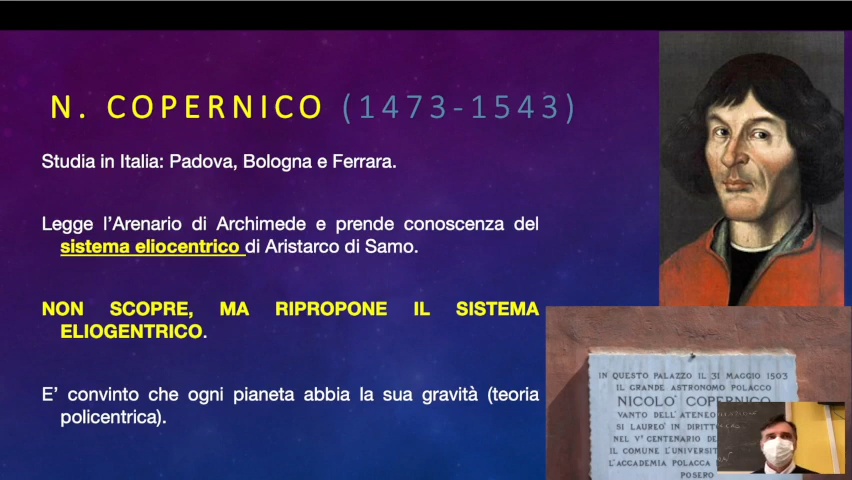 N. COPERNICO (1473-1543)
Studia in Italia: Padova, Bologna e Ferrara.
Legge l’Arenario di Archimede e prende conoscenza del
sistema eliocentrico di Aristarco di Samo.
NON SCOPRE, MA RIPROPONE IL SISTEMA
ELIOGENTRICO.
E’ convinto che ogni pianeta abbia la sua gravità (teoria
policentrica).
IN QUESTO PALAZZO IL 31 MAGGIO 1503
IL GRANDE ASTRONOMO POLACCO
NICOLO' COPERNICO
VANTO DELL'ATENEO
SI LAUREÒ IN DIRITTO
NEL V° CENTENARIO
IL COMUNE L'UNIVERSIT
L'ACCADEMIA POLACCA
POSERO